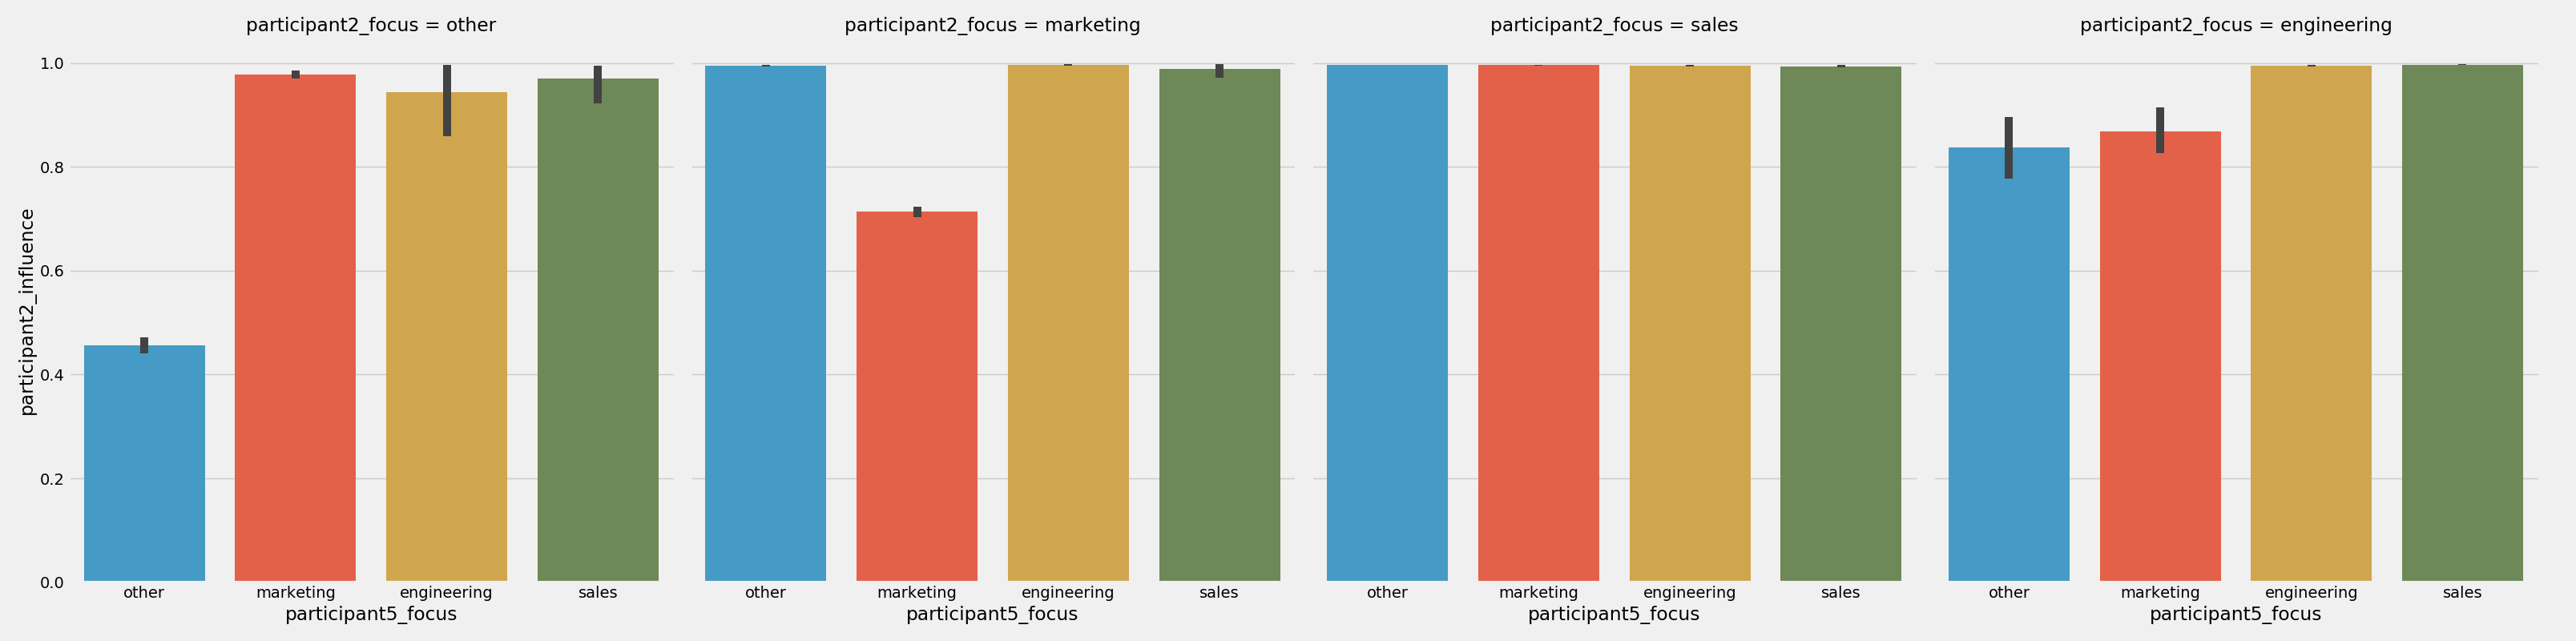 participant2_focus = other
participant2_focus = marketing
participant2_focus = sales
participant2_focus = engineering
participant2_influence
1.0
0.8
0.6
0.4
0.2
0.0
other marketing engineering sales
other marketing engineering sales
other marketing engineering sales
other marketing engineering sales
participant5_focus
participant5_focus
participant5_focus
participant5_focus